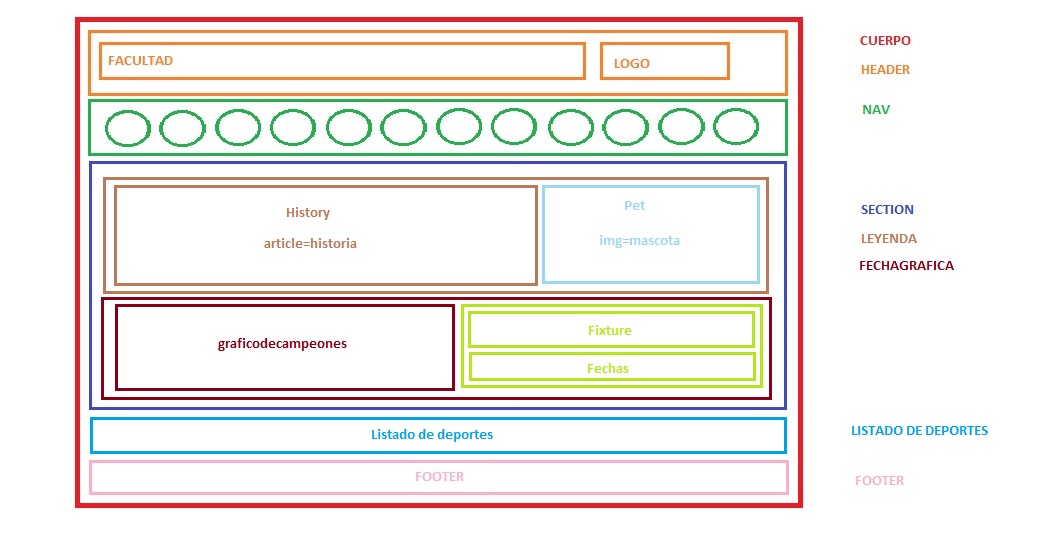 CUERPO
FACULTAD
LOGO
HEADER
NAV
History
Pet
SECTION
article=historia
img=mascota
LEYENDA
FECHAGRAFICA
graficodecampeones
Fixture
Fechas
Listado de deportes
LISTADO DE DEPORTES
FOOTER
FOOTER